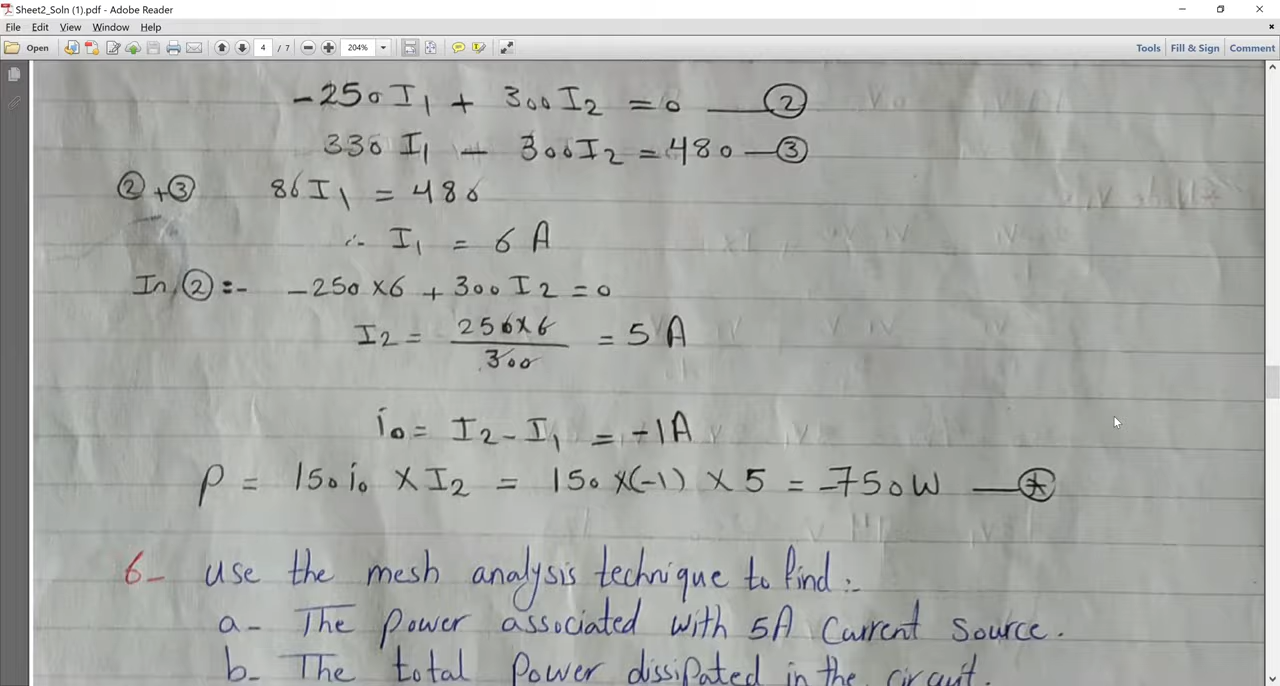 Sheet2_Soln (1).pdf - Adobe Reader
File Edit View Window Help
Open 4 / 7 204% Tools Fill & Sign Comment
-250 I1 + 300 I2 = 0 — ②
330 I1 - 300 I2 = 480 — ③
② + ③ 80 I1 = 480
∴ I1 = 6 A
In ② :- -250 × 6 + 300 I2 = 0
I2 = 250 × 6 / 300 = 5 A
i0 = I2 - I1 = -1 A
P = 150 i0 × I2 = 150 × (-1) × 5 = -750 W — ⊛
6- Use the mesh analysis technique to find :-
a- The power associated with 5A current source.
b- The total power dissipated in the circuit.